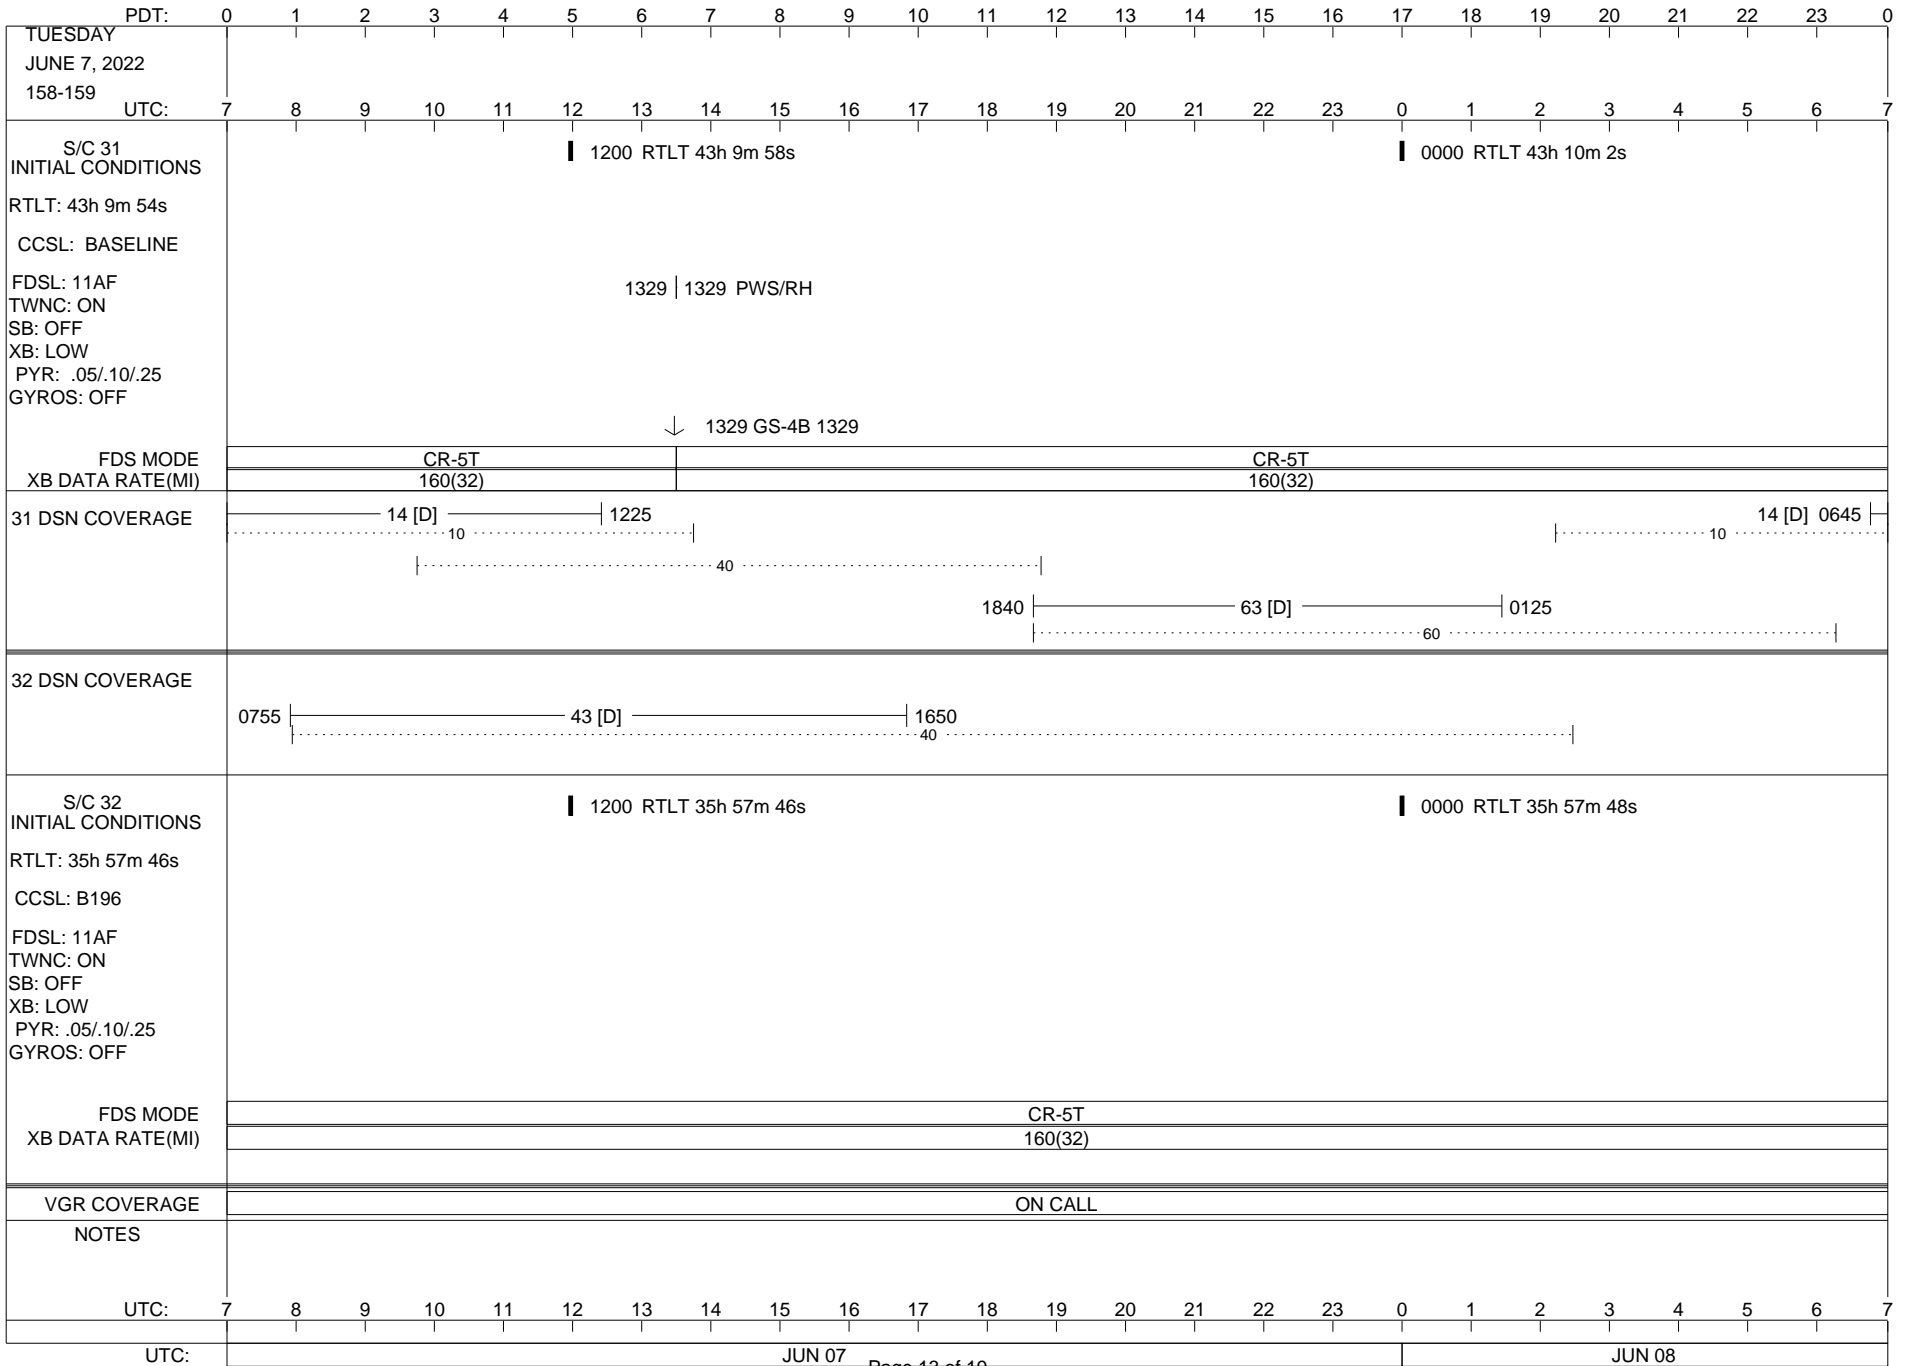 PDT: 0 1 2 3 4 5 6 7 8 9 10 11 12 13 14 15 16 17 18 19 20 21 22 23 0
TUESDAY
JUNE 7, 2022
158-159
UTC: 7 8 9 10 11 12 13 14 15 16 17 18 19 20 21 22 23 0 1 2 3 4 5 6 7
S/C 31
INITIAL CONDITIONS
1200 RTLT 43h 9m 58s
0000 RTLT 43h 10m 2s
RTLT: 43h 9m 54s
CCSL: BASELINE
FDSL: 11AF
1329 1329 PWS/RH
TWNC: ON
SB: OFF
XB: LOW
PYR: .05/.10/.25
GYROS: OFF
1329 GS-4B 1329
FDS MODE CR-5T CR-5T
XB DATA RATE(MI) 160(32) 160(32)
31 DSN COVERAGE 14 [D] 1225 14 [D] 0645
10 10
40
1840 63 [D] 0125
60
32 DSN COVERAGE
0755 43 [D] 1650
40
S/C 32
INITIAL CONDITIONS
1200 RTLT 35h 57m 46s
0000 RTLT 35h 57m 48s
RTLT: 35h 57m 46s
CCSL: B196
FDSL: 11AF
TWNC: ON
SB: OFF
XB: LOW
PYR: .05/.10/.25
GYROS: OFF
FDS MODE CR-5T
XB DATA RATE(MI) 160(32)
VGR COVERAGE ON CALL
NOTES
UTC: 7 8 9 10 11 12 13 14 15 16 17 18 19 20 21 22 23 0 1 2 3 4 5 6 7
UTC: JUN 07 JUN 08